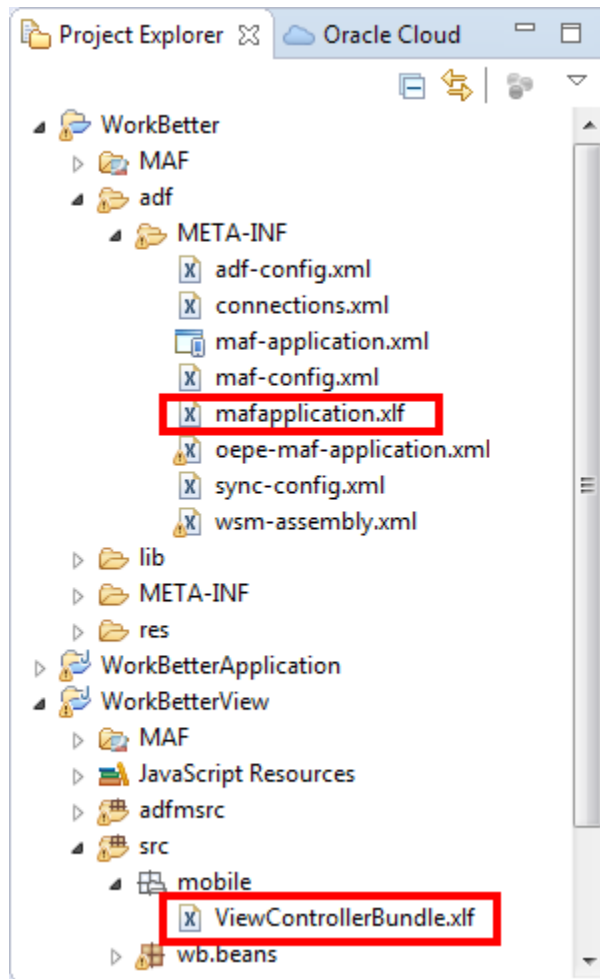 Project Explorer Oracle Cloud
WorkBetter
MAF
adf
META-INF
adf-config.xml
connections.xml
maf-application.xml
maf-config.xml
mafapplication.xlf
oepe-maf-application.xml
sync-config.xml
wsm-assembly.xml
lib
META-INF
res
WorkBetterApplication
WorkBetterView
MAF
JavaScript Resources
adfmsrc
src
mobile
ViewControllerBundle.xlf
wb.beans